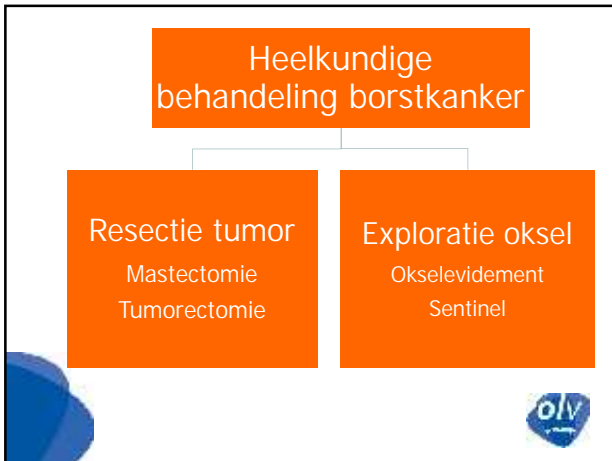 Heelkundige
behandeling borstkanker
Resectie tumor
Mastectomie
Tumorectomie
Exploratie oksel
Okselevidement
Sentinel
olv